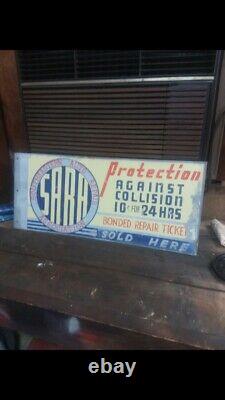 SARA
Protection
AGAINST
COLLISION
10¢ FOR 24 HRS
BONDED REPAIR TICKET
SOLD HERE
ebay